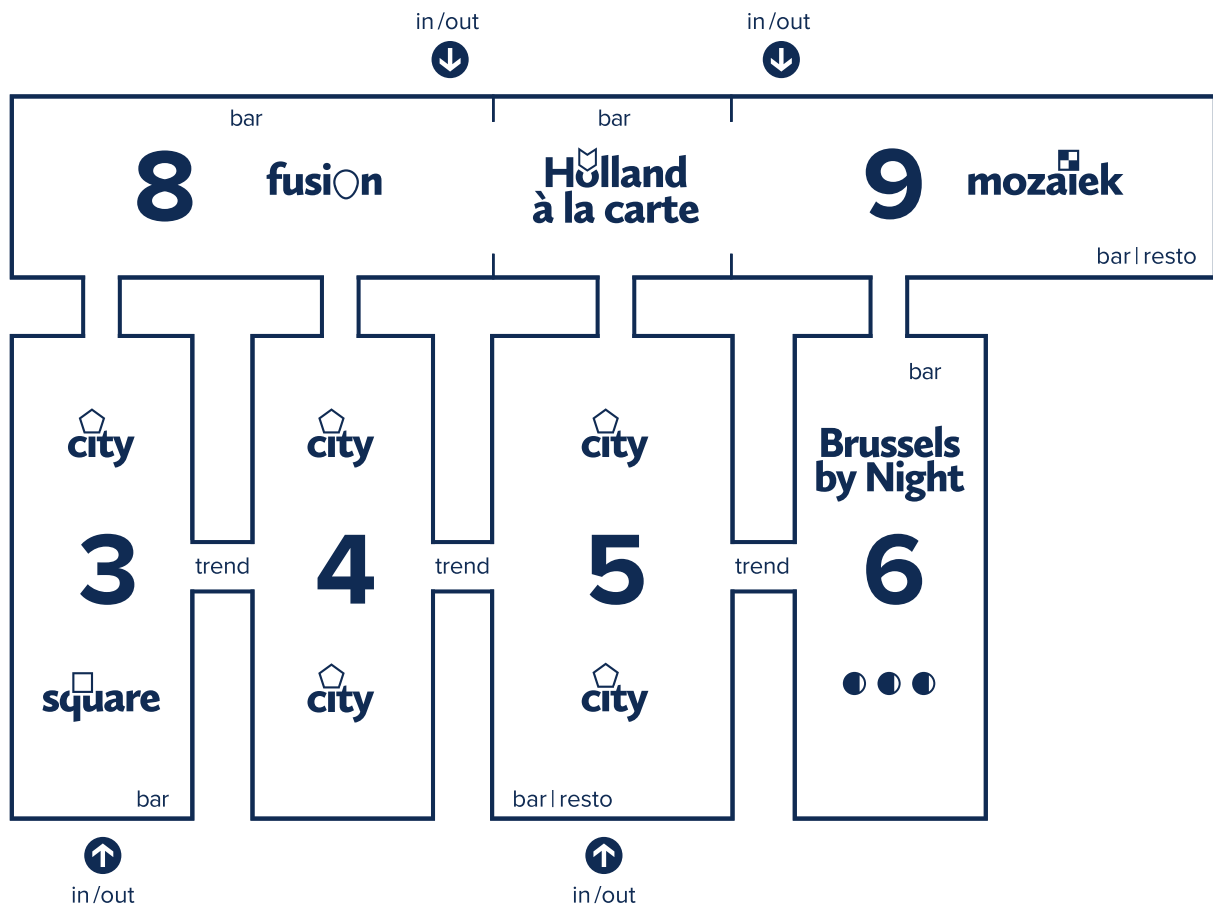 in/out
in/out
bar
bar
8
fusion
Holland
à la carte
9
mozaïek
bar|resto
bar
city
city
city
Brussels
by Night
3
trend
4
trend
5
trend
6
square
city
city
bar
bar|resto
in/out
in/out